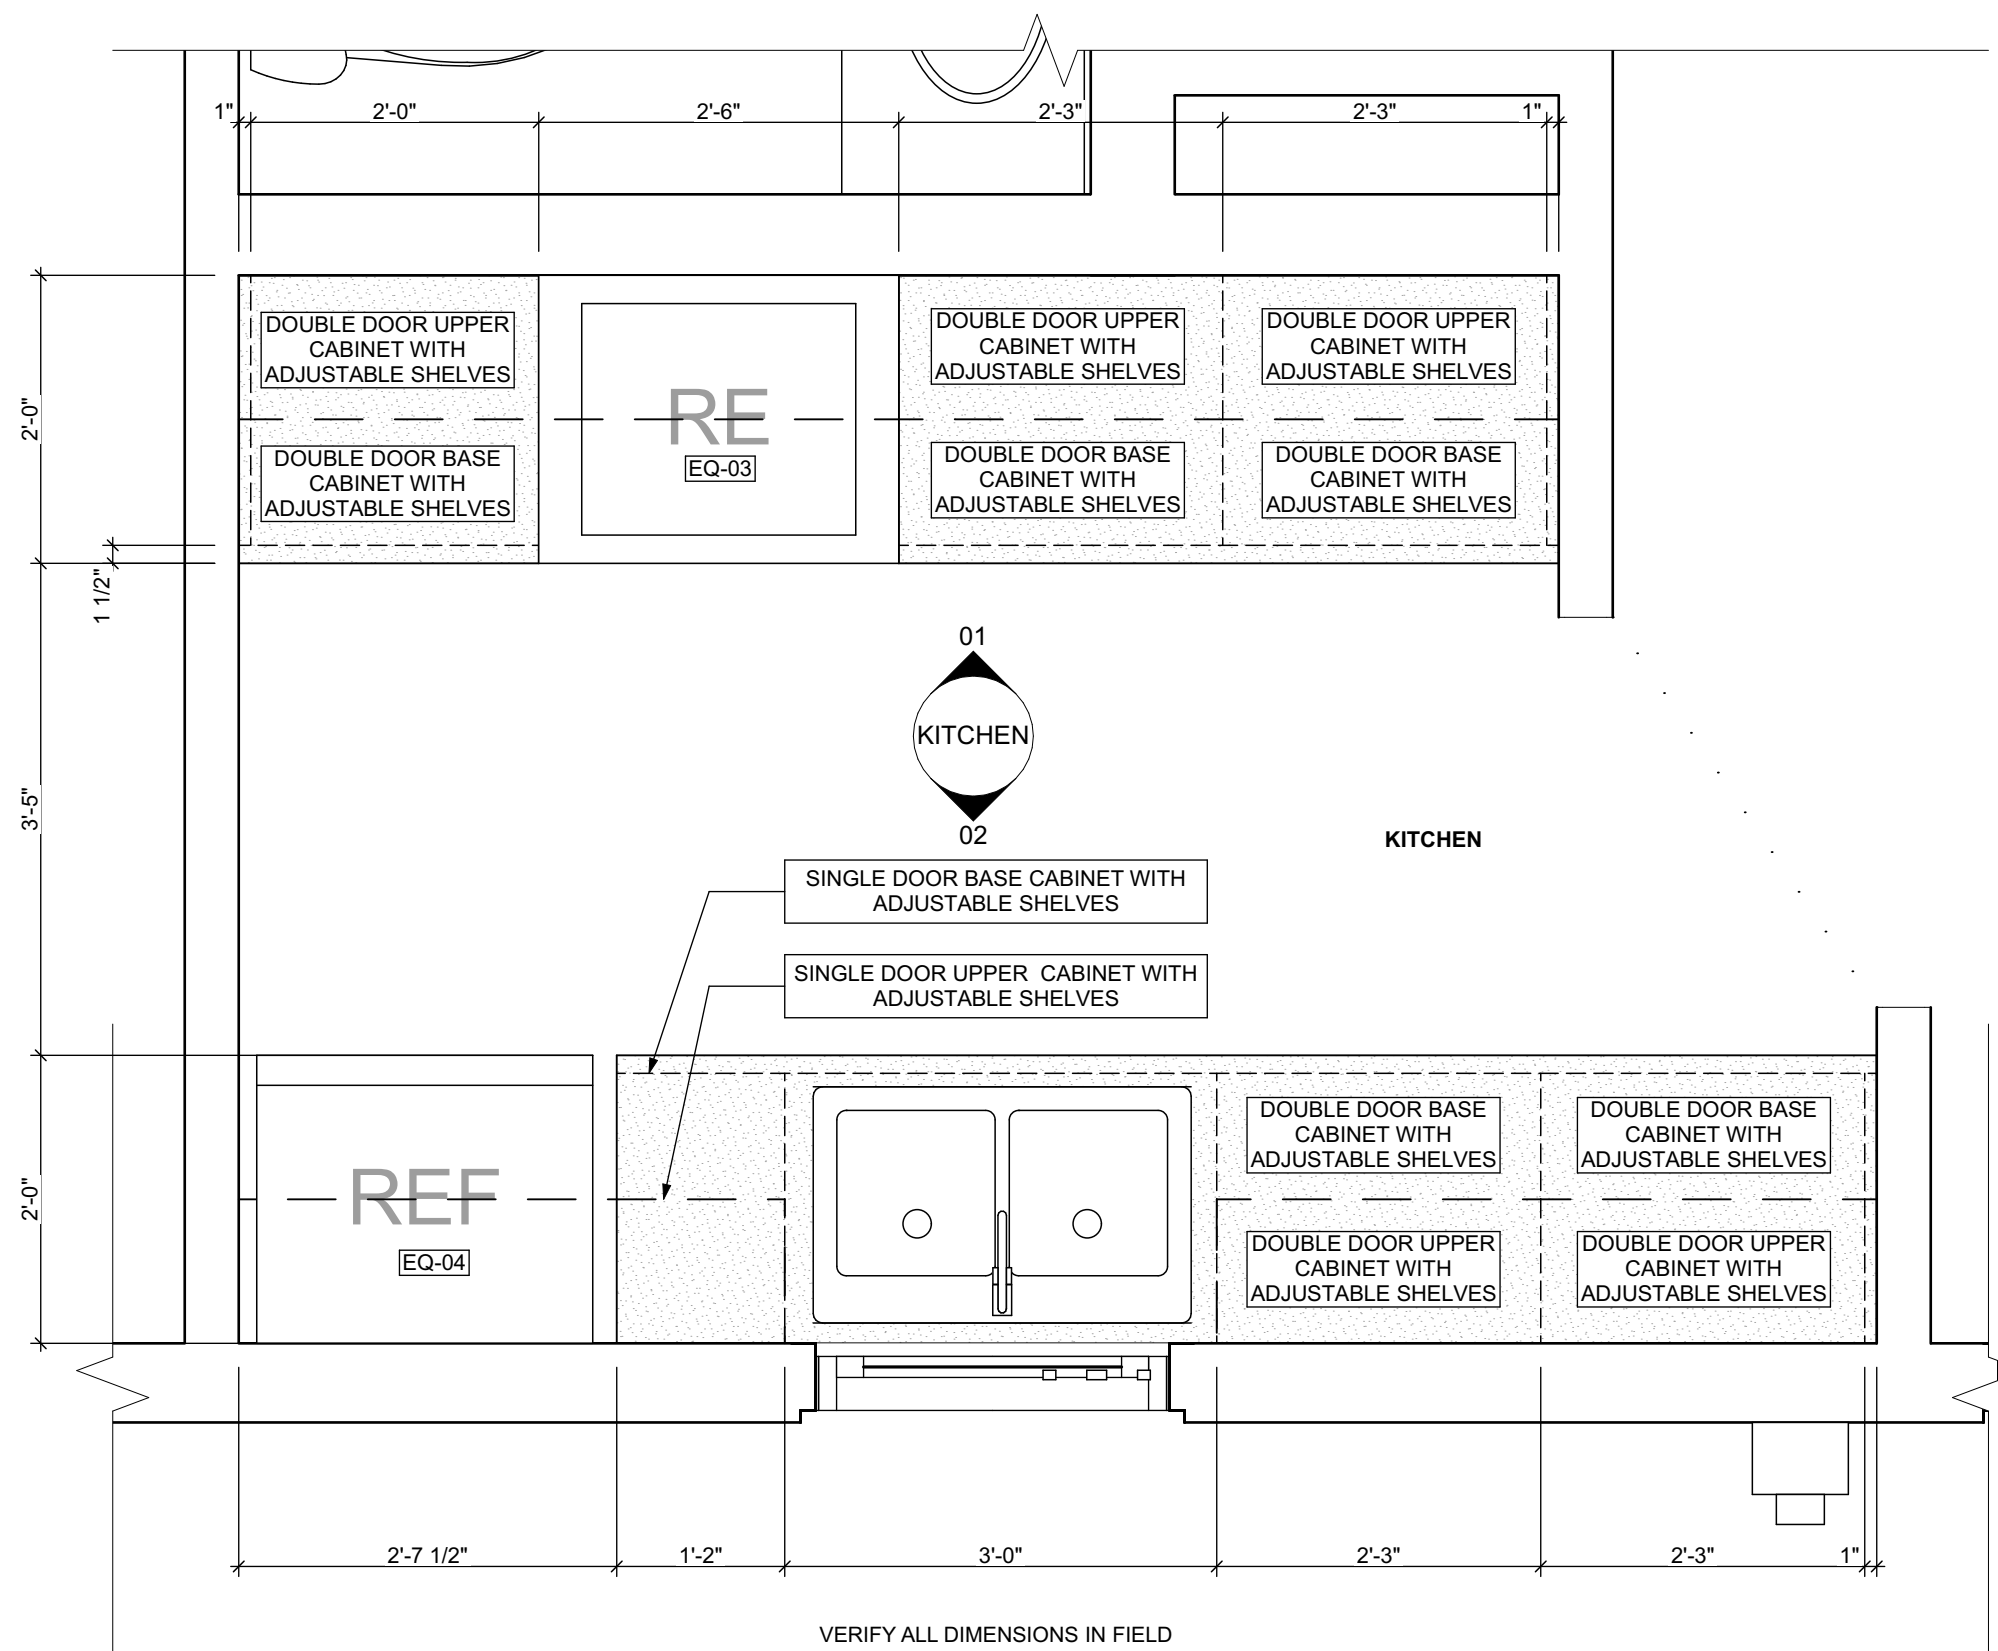 1" 2'-0" 2'-6" 2'-3" 2'-3" 1"
DOUBLE DOOR UPPER
CABINET WITH
ADJUSTABLE SHELVES
DOUBLE DOOR BASE
CABINET WITH
ADJUSTABLE SHELVES
RE
EQ-03
DOUBLE DOOR UPPER
CABINET WITH
ADJUSTABLE SHELVES
DOUBLE DOOR BASE
CABINET WITH
ADJUSTABLE SHELVES
DOUBLE DOOR UPPER
CABINET WITH
ADJUSTABLE SHELVES
DOUBLE DOOR BASE
CABINET WITH
ADJUSTABLE SHELVES
2'-0"
1 1/2"
3'-5"
2'-0"
01
KITCHEN
02
KITCHEN
SINGLE DOOR BASE CABINET WITH
ADJUSTABLE SHELVES
SINGLE DOOR UPPER CABINET WITH
ADJUSTABLE SHELVES
REF
EQ-04
DOUBLE DOOR BASE
CABINET WITH
ADJUSTABLE SHELVES
DOUBLE DOOR UPPER
CABINET WITH
ADJUSTABLE SHELVES
DOUBLE DOOR BASE
CABINET WITH
ADJUSTABLE SHELVES
DOUBLE DOOR UPPER
CABINET WITH
ADJUSTABLE SHELVES
2'-7 1/2" 1'-2" 3'-0" 2'-3" 2'-3" 1"
VERIFY ALL DIMENSIONS IN FIELD